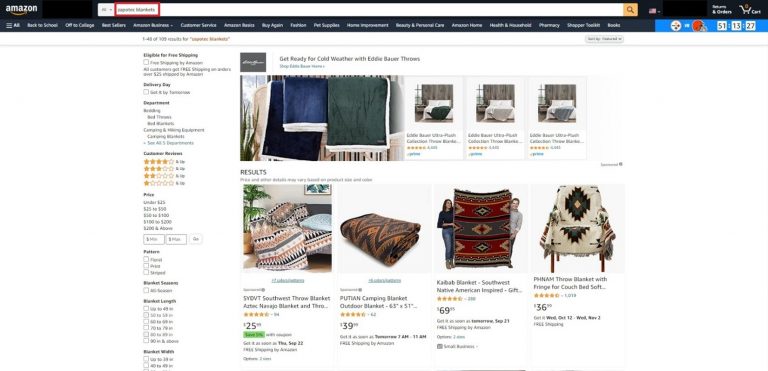 amazon
All
zapotec blankets
Returns
& Orders
0
Cart
All
Back to School
Off to College
Best Sellers
Amazon Business
Customer Service
Amazon Basics
Buy Again
Fashion
Pet Supplies
Home Improvement
Beauty & Personal Care
Amazon Home
Health & Household
Pharmacy
Shopper Toolkit
Books
51:13:27
1-48 of 109 results for "zapotec blankets"
Sort by: Featured
Eligible for Free Shipping
Free Shipping by Amazon
All customers get FREE Shipping on orders
over $25 shipped by Amazon
Delivery Day
Get It by Tomorrow
Department
Bedding
Bed Throws
Bed Blankets
Camping & Hiking Equipment
Camping Blankets
See All 5 Departments
Customer Reviews
& Up
& Up
& Up
& Up
Price
Under $25
$25 to $50
$50 to $100
$100 to $200
$200 & Above
$ Min
$ Max
Go
Pattern
Floral
Print
Striped
Blanket Seasons
All-Season
Blanket Length
Up to 49 in
50 to 59 in
60 to 69 in
70 to 79 in
80 to 89 in
90 in & above
Blanket Width
Up to 39 in
40 to 49 in
Eddie Bauer
Get Ready for Cold Weather with Eddie Bauer Throws
Shop Eddie Bauer Home ›
Eddie Bauer Ultra-Plush
Collection Throw Blanke...
4,445
prime
Eddie Bauer Ultra-Plush
Collection Throw Blanke...
4,445
prime
Eddie Bauer Ultra-Plush
Collection Throw Blanke...
4,445
prime
Sponsored
RESULTS
Price and other details may vary based on product size and color.
Sponsored
SYDVT Southwest Throw Blanket
Aztec Navajo Blanket and Thro...
94
$25 99
Save 5% with coupon
Get it as soon as Thu, Sep 22
FREE Shipping by Amazon
Options: 2 sizes
+6 colors/patterns
Sponsored
PUTIAN Camping Blanket
Outdoor Blanket - 63" x 51"
62
$39 99
Get it as soon as Tomorrow 7 AM - 11 AM
FREE Shipping by Amazon
Kaibab Blanket - Southwest
Native American Inspired - Gift...
$69 95
Get it as soon as tomorrow, Sep 21
FREE Shipping by Amazon
Options: 2 sizes
Small Business
PHNAM Throw Blanket with
Fringe for Couch Bed Soft...
1,019
$36 99
Get it Wed, Oct 12 - Wed, Nov 2
FREE Shipping